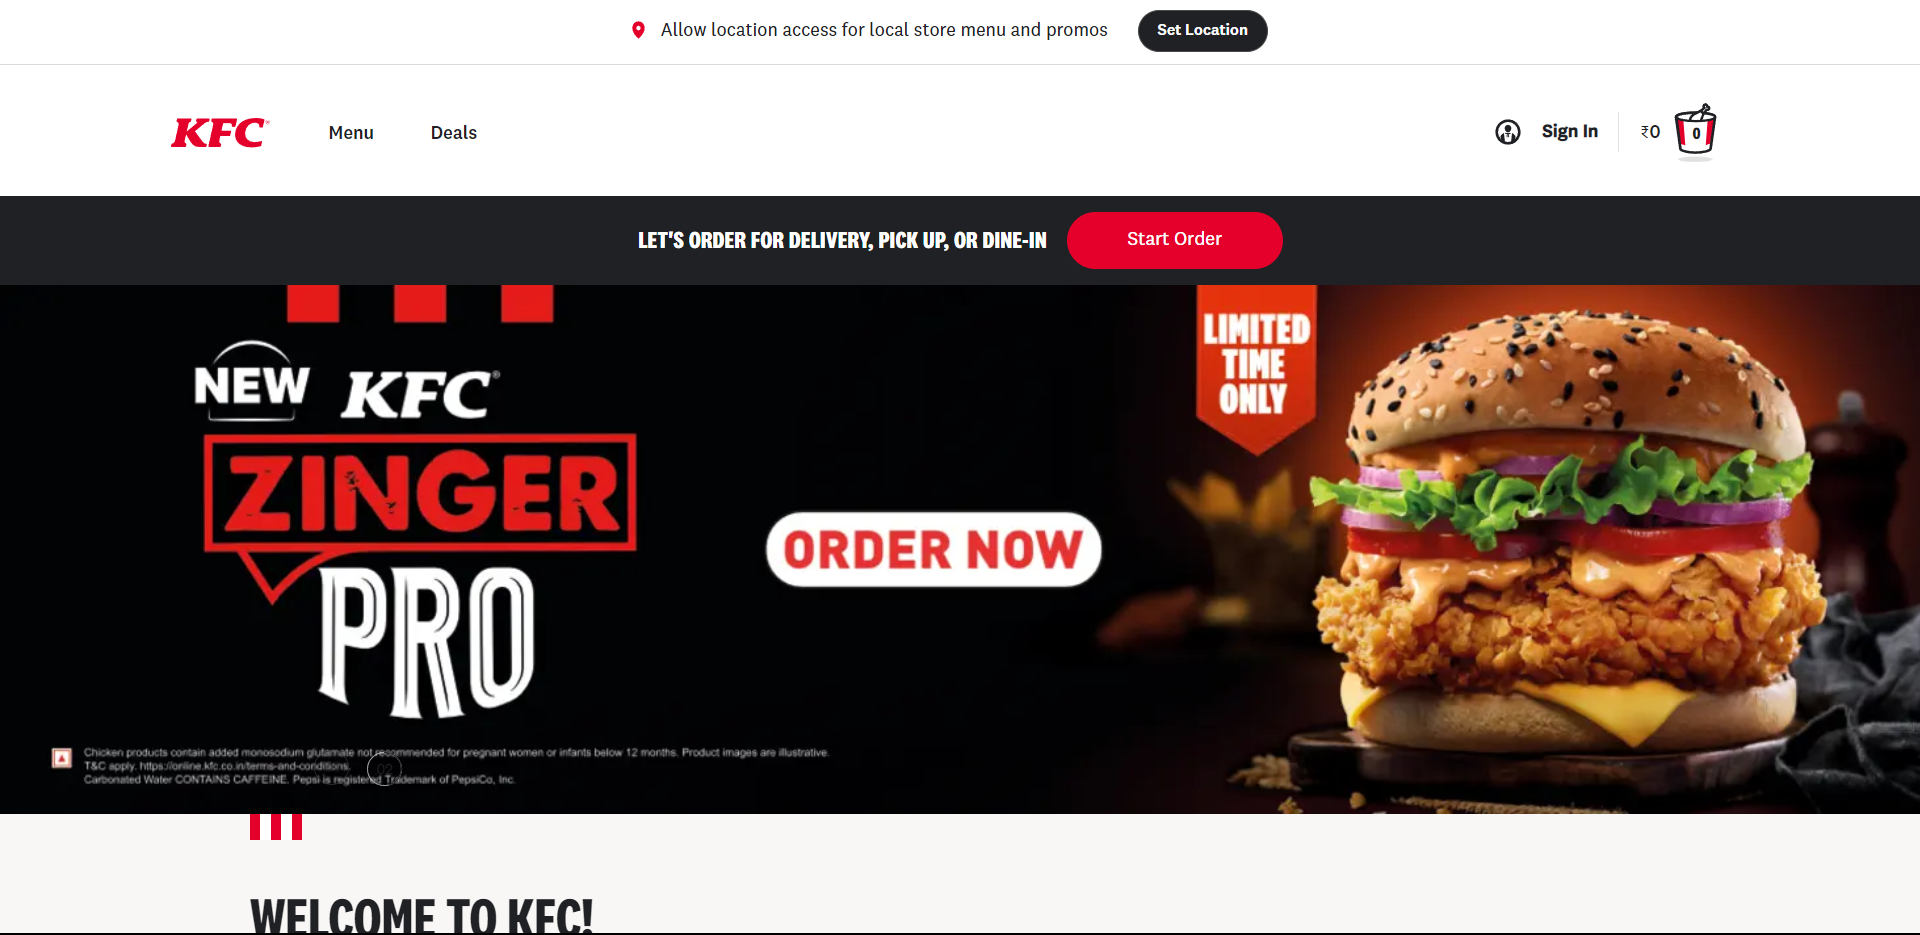 Allow location access for local store menu and promos
Set Location
KFC®
Menu
Deals
Sign In
₹0
0
LET'S ORDER FOR DELIVERY, PICK UP, OR DINE-IN
Start Order
NEW KFC®
ZINGER
PRO
ORDER NOW
LIMITED
TIME
ONLY
Chicken products contain added monosodium glutamate not recommended for pregnant women or infants below 12 months. Product images are illustrative.
T&C apply. https://online.kfc.co.in/terms-and-conditions.
02
Carbonated Water CONTAINS CAFFEINE. Pepsi is registered Trademark of PepsiCo, Inc.
WELCOME TO KFC!